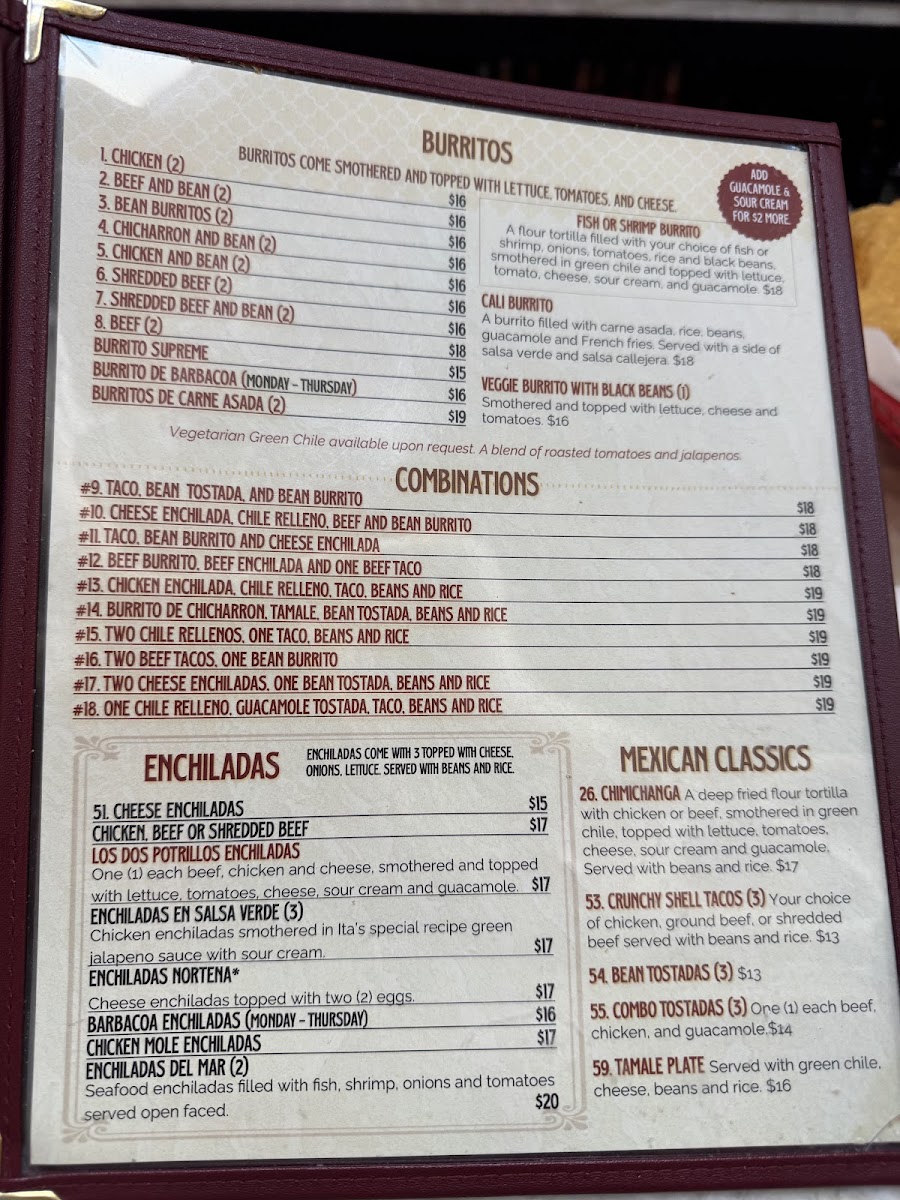 BURRITOS
BURRITOS COME SMOTHERED AND TOPPED WITH LETTUCE, TOMATOES, AND CHEESE.
ADD
GUACAMOLE &
SOUR CREAM
FOR $2 MORE.
1. CHICKEN (2) $16
2. BEEF AND BEAN (2) $16
3. BEAN BURRITOS (2) $16
4. CHICHARRON AND BEAN (2) $16
5. CHICKEN AND BEAN (2) $16
6. SHREDDED BEEF (2) $16
7. SHREDDED BEEF AND BEAN (2) $16
8. BEEF (2) $18
BURRITO SUPREME $15
BURRITO DE BARBACOA (MONDAY - THURSDAY) $16
BURRITOS DE CARNE ASADA (2) $19
FISH OR SHRIMP BURRITO
A flour tortilla filled with your choice of fish or
shrimp, onions, tomatoes, rice and black beans,
smothered in green chile and topped with lettuce,
tomato, cheese, sour cream, and guacamole. $18
CALI BURRITO
A burrito filled with carne asada, rice, beans,
guacamole and French fries. Served with a side of
salsa verde and salsa callejera. $18
VEGGIE BURRITO WITH BLACK BEANS (1)
Smothered and topped with lettuce, cheese and
tomatoes. $16
Vegetarian Green Chile available upon request. A blend of roasted tomatoes and jalapenos.
COMBINATIONS
#9. TACO, BEAN TOSTADA, AND BEAN BURRITO $18
#10. CHEESE ENCHILADA, CHILE RELLENO, BEEF AND BEAN BURRITO $18
#11. TACO, BEAN BURRITO AND CHEESE ENCHILADA $18
#12. BEEF BURRITO, BEEF ENCHILADA AND ONE BEEF TACO $18
#13. CHICKEN ENCHILADA, CHILE RELLENO, TACO, BEANS AND RICE $19
#14. BURRITO DE CHICHARRON, TAMALE, BEAN TOSTADA, BEANS AND RICE $19
#15. TWO CHILE RELLENOS, ONE TACO, BEANS AND RICE $19
#16. TWO BEEF TACOS, ONE BEAN BURRITO $19
#17. TWO CHEESE ENCHILADAS, ONE BEAN TOSTADA, BEANS AND RICE $19
#18. ONE CHILE RELLENO, GUACAMOLE TOSTADA, TACO, BEANS AND RICE $19
ENCHILADAS
ENCHILADAS COME WITH 3 TOPPED WITH CHEESE,
ONIONS, LETTUCE. SERVED WITH BEANS AND RICE.
51. CHEESE ENCHILADAS $15
CHICKEN, BEEF OR SHREDDED BEEF $17
LOS DOS POTRILLOS ENCHILADAS
One (1) each beef, chicken and cheese, smothered and topped
with lettuce, tomatoes, cheese, sour cream and guacamole. $17
ENCHILADAS EN SALSA VERDE (3)
Chicken enchiladas smothered in Ita's special recipe green
jalapeno sauce with sour cream. $17
ENCHILADAS NORTENA*
Cheese enchiladas topped with two (2) eggs. $17
BARBACOA ENCHILADAS (MONDAY - THURSDAY) $16
CHICKEN MOLE ENCHILADAS $17
ENCHILADAS DEL MAR (2)
Seafood enchiladas filled with fish, shrimp, onions and tomatoes
served open faced. $20
MEXICAN CLASSICS
26. CHIMICHANGA A deep fried flour tortilla
with chicken or beef, smothered in green
chile, topped with lettuce, tomatoes,
cheese, sour cream and guacamole.
Served with beans and rice. $17
53. CRUNCHY SHELL TACOS (3) Your choice
of chicken, ground beef, or shredded
beef served with beans and rice. $13
54. BEAN TOSTADAS (3) $13
55. COMBO TOSTADAS (3) One (1) each beef,
chicken, and guacamole.$14
59. TAMALE PLATE Served with green chile,
cheese, beans and rice. $16